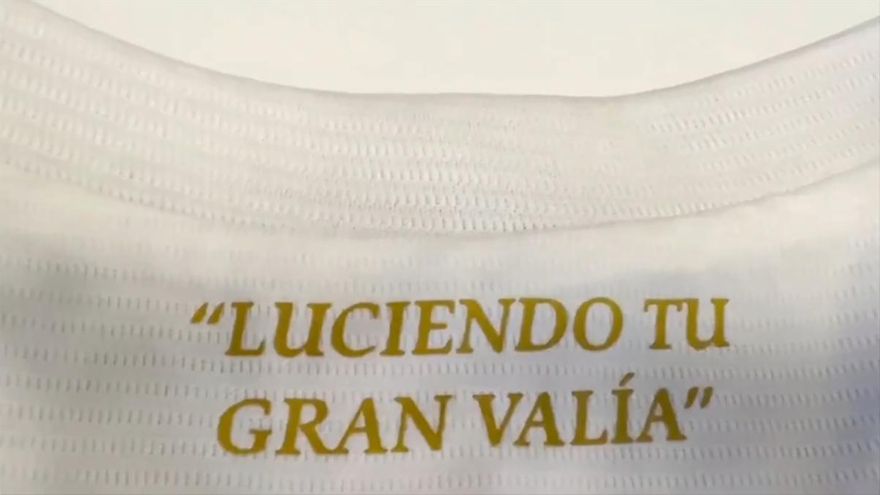 “LUCIENDO TU
GRAN VALÍA”